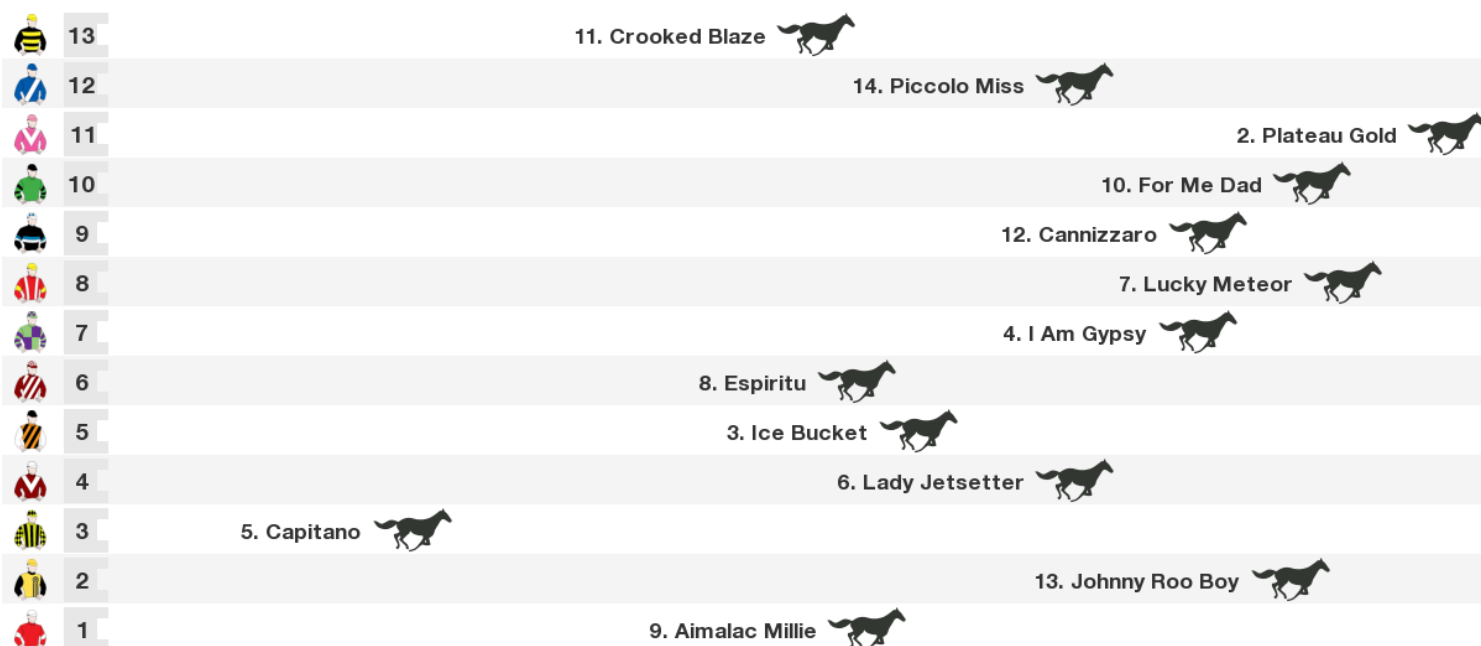 13 11. Crooked Blaze
12 14. Piccolo Miss
11 2. Plateau Gold
10 10. For Me Dad
9 12. Cannizzaro
8 7. Lucky Meteor
7 4. I Am Gypsy
6 8. Espiritu
5 3. Ice Bucket
4 6. Lady Jetsetter
3 5. Capitano
2 13. Johnny Roo Boy
1 9. Aimalac Millie